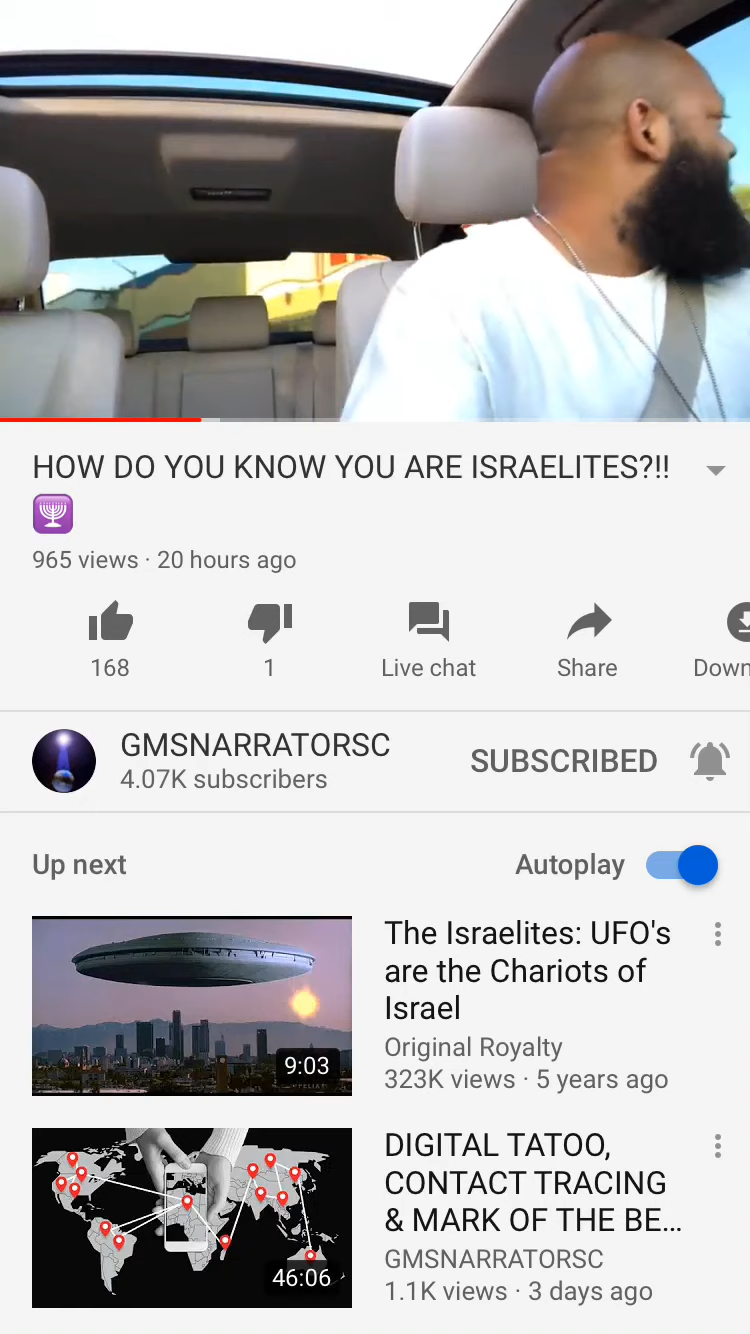 HOW DO YOU KNOW YOU ARE ISRAELITES?!!
🕎
965 views · 20 hours ago
168
1
Live chat
Share
Down
GMSNARRATORSC
4.07K subscribers
SUBSCRIBED
Up next
Autoplay
The Israelites: UFO's
are the Chariots of
Israel
Original Royalty
323K views · 5 years ago
9:03
DIGITAL TATOO,
CONTACT TRACING
& MARK OF THE BE...
GMSNARRATORSC
1.1K views · 3 days ago
46:06